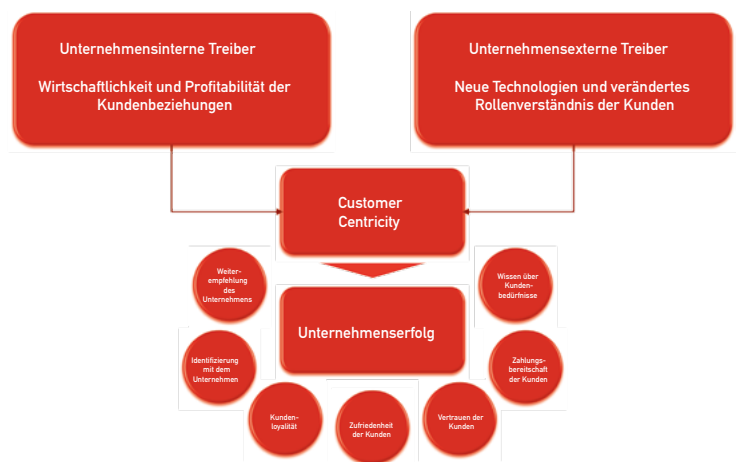 Unternehmensinterne Treiber
Wirtschaftlichkeit und Profitabilität der
Kundenbeziehungen
Unternehmensexterne Treiber
Neue Technologien und verändertes
Rollenverständnis der Kunden
Customer
Centricity
Unternehmenserfolg
Weiter-
empfehlung
des
Unternehmens
Identifizierung
mit dem
Unternehmen
Kunden-
loyalität
Zufriedenheit
der Kunden
Vertrauen der
Kunden
Zahlungs-
bereitschaft
der Kunden
Wissen über
Kunden-
bedürfnisse